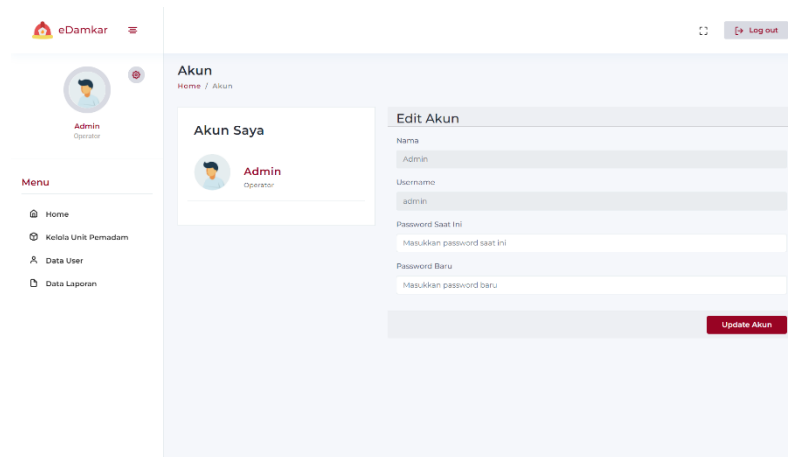 eDamkar
Log out
Admin
Operator
Menu
Home
Kelola Unit Pemadam
Data User
Data Laporan
Akun
Home / Akun
Akun Saya
Admin
Operator
Edit Akun
Nama
Admin
Username
admin
Password Saat Ini
Masukkan password saat ini
Password Baru
Masukkan password baru
Update Akun